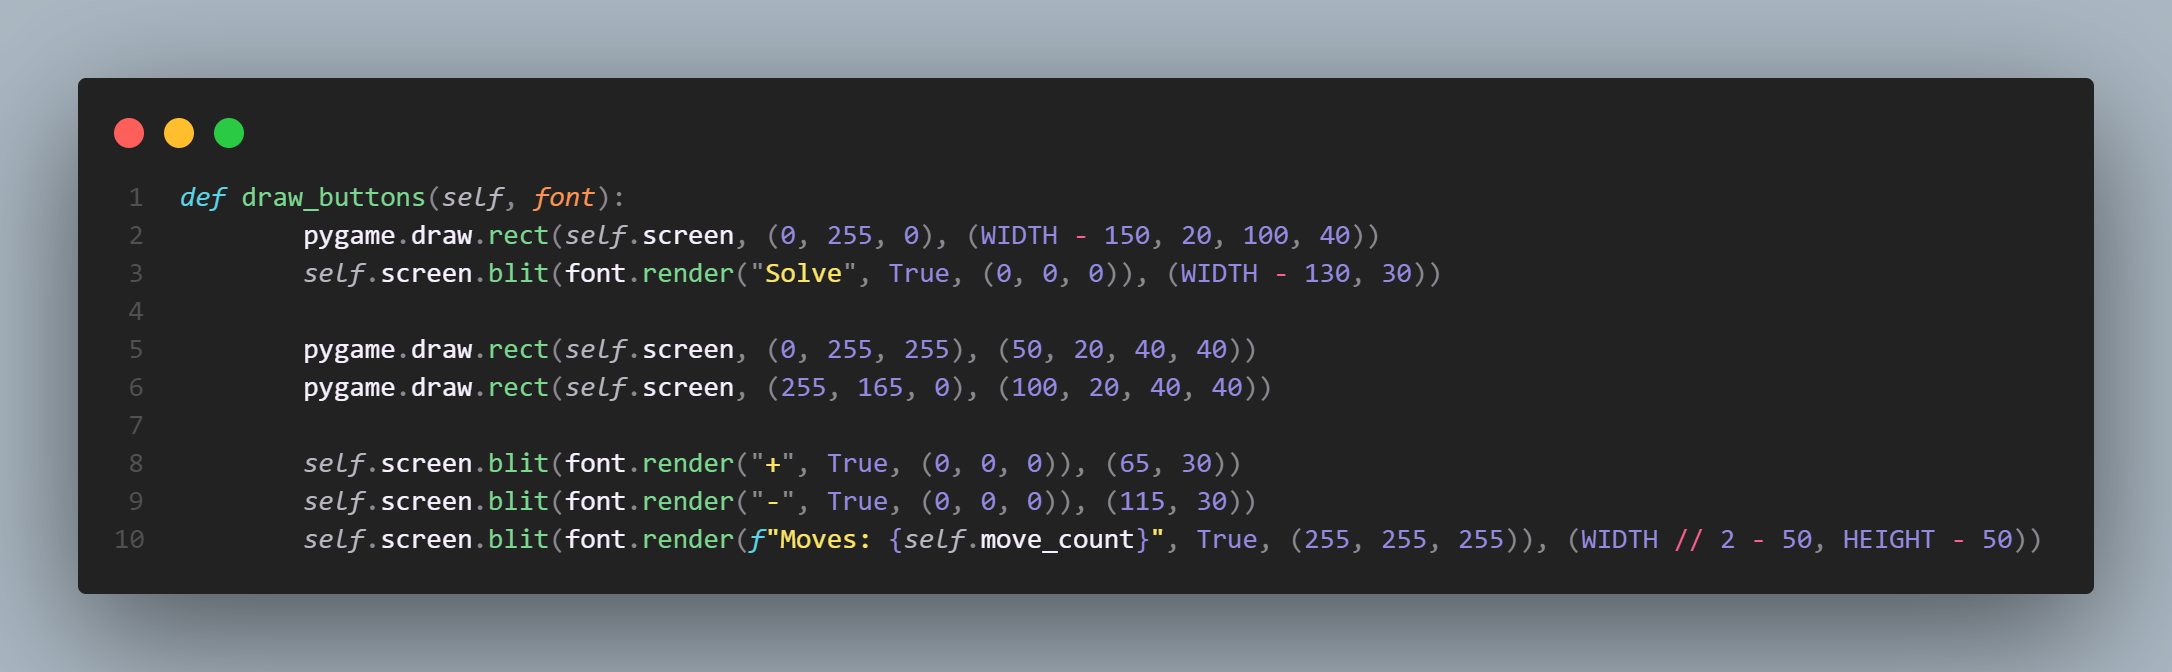 1 def draw_buttons(self, font):
2         pygame.draw.rect(self.screen, (0, 255, 0), (WIDTH - 150, 20, 100, 40))
3         self.screen.blit(font.render("Solve", True, (0, 0, 0)), (WIDTH - 130, 30))
4
5         pygame.draw.rect(self.screen, (0, 255, 255), (50, 20, 40, 40))
6         pygame.draw.rect(self.screen, (255, 165, 0), (100, 20, 40, 40))
7
8         self.screen.blit(font.render("+", True, (0, 0, 0)), (65, 30))
9         self.screen.blit(font.render("-", True, (0, 0, 0)), (115, 30))
10         self.screen.blit(font.render(f"Moves: {self.move_count}", True, (255, 255, 255)), (WIDTH // 2 - 50, HEIGHT - 50))